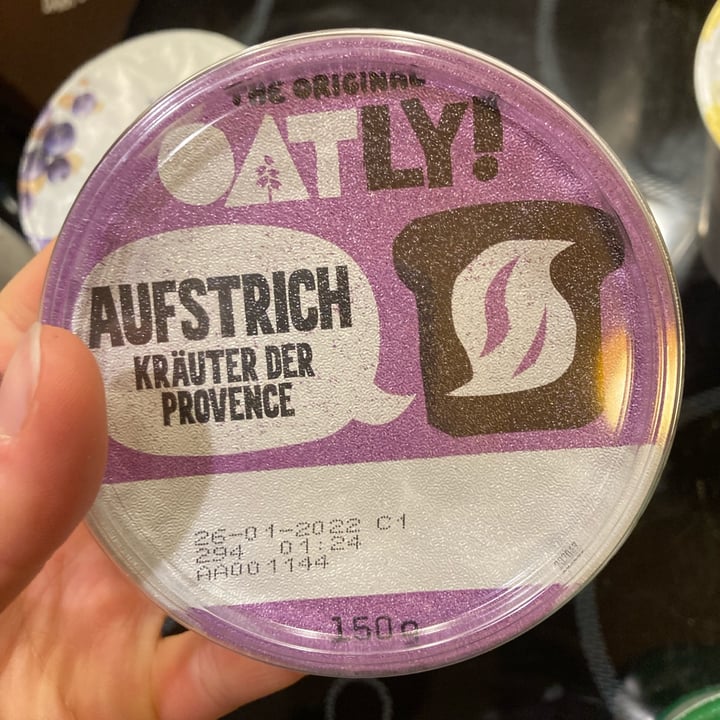 THE ORIGINAL
OATLY!
AUFSTRICH
KRÄUTER DER
PROVENCE
26-01-2022 C1
294 01:24
AA001144
150g